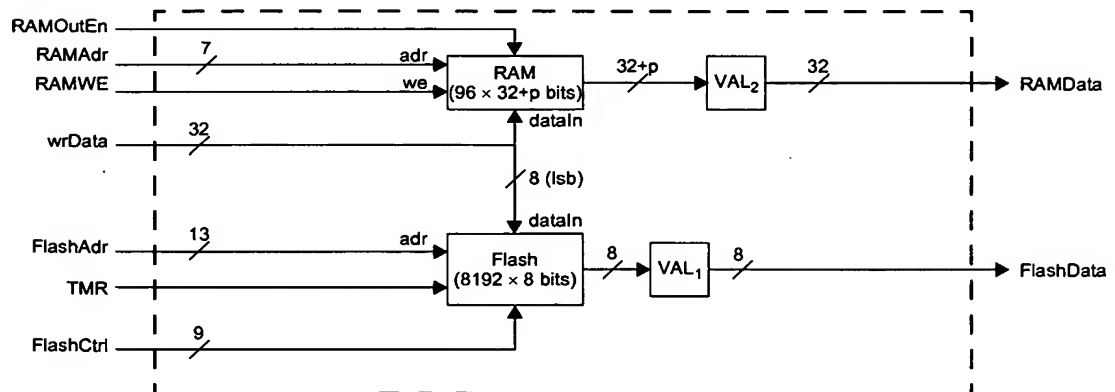 RAMOutEn
RAMAdr 7 adr
RAMWE we
RAM
(96 × 32+p bits)
32+p
VAL2
32
RAMData
dataIn
wrData 32
8 (lsb)
dataIn
FlashAdr 13 adr
TMR
Flash
(8192 × 8 bits)
8
VAL1
8
FlashData
FlashCtrl 9